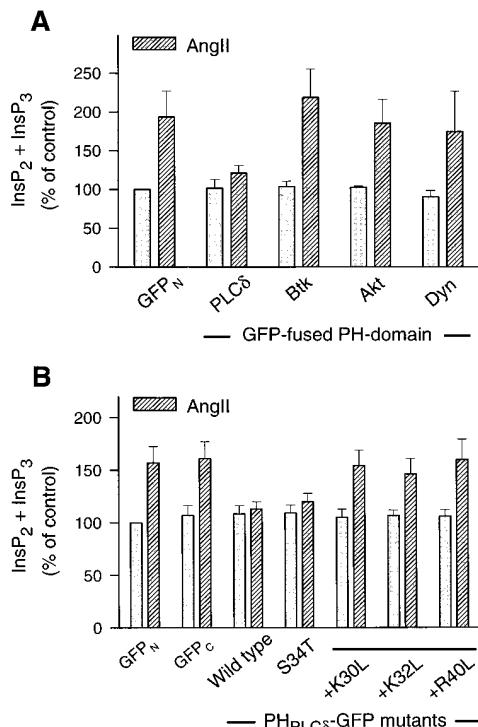 A
AngII
InsP2 + InsP3
(% of control)
250
200
150
100
50
0
GFPN
PLCδ
Btk
Akt
Dyn
GFP-fused PH-domain
B
AngII
InsP2 + InsP3
(% of control)
200
150
100
50
0
GFPN
GFPC
Wild type
S34T
+K30L
+K32L
+R40L
PHPLCδ-GFP mutants